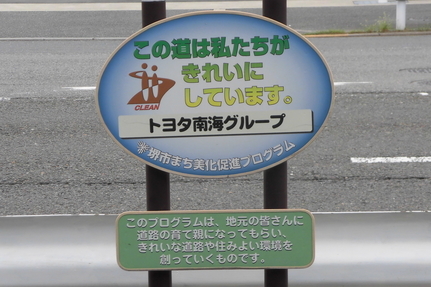 この道は私たちが
きれいに
しています。
CLEAN
トヨタ南海グループ
堺市まち美化促進プログラム
このプログラムは、地元の皆さんに
道路の育て親になってもらい、
きれいな道路や住みよい環境を
創っていくものです。